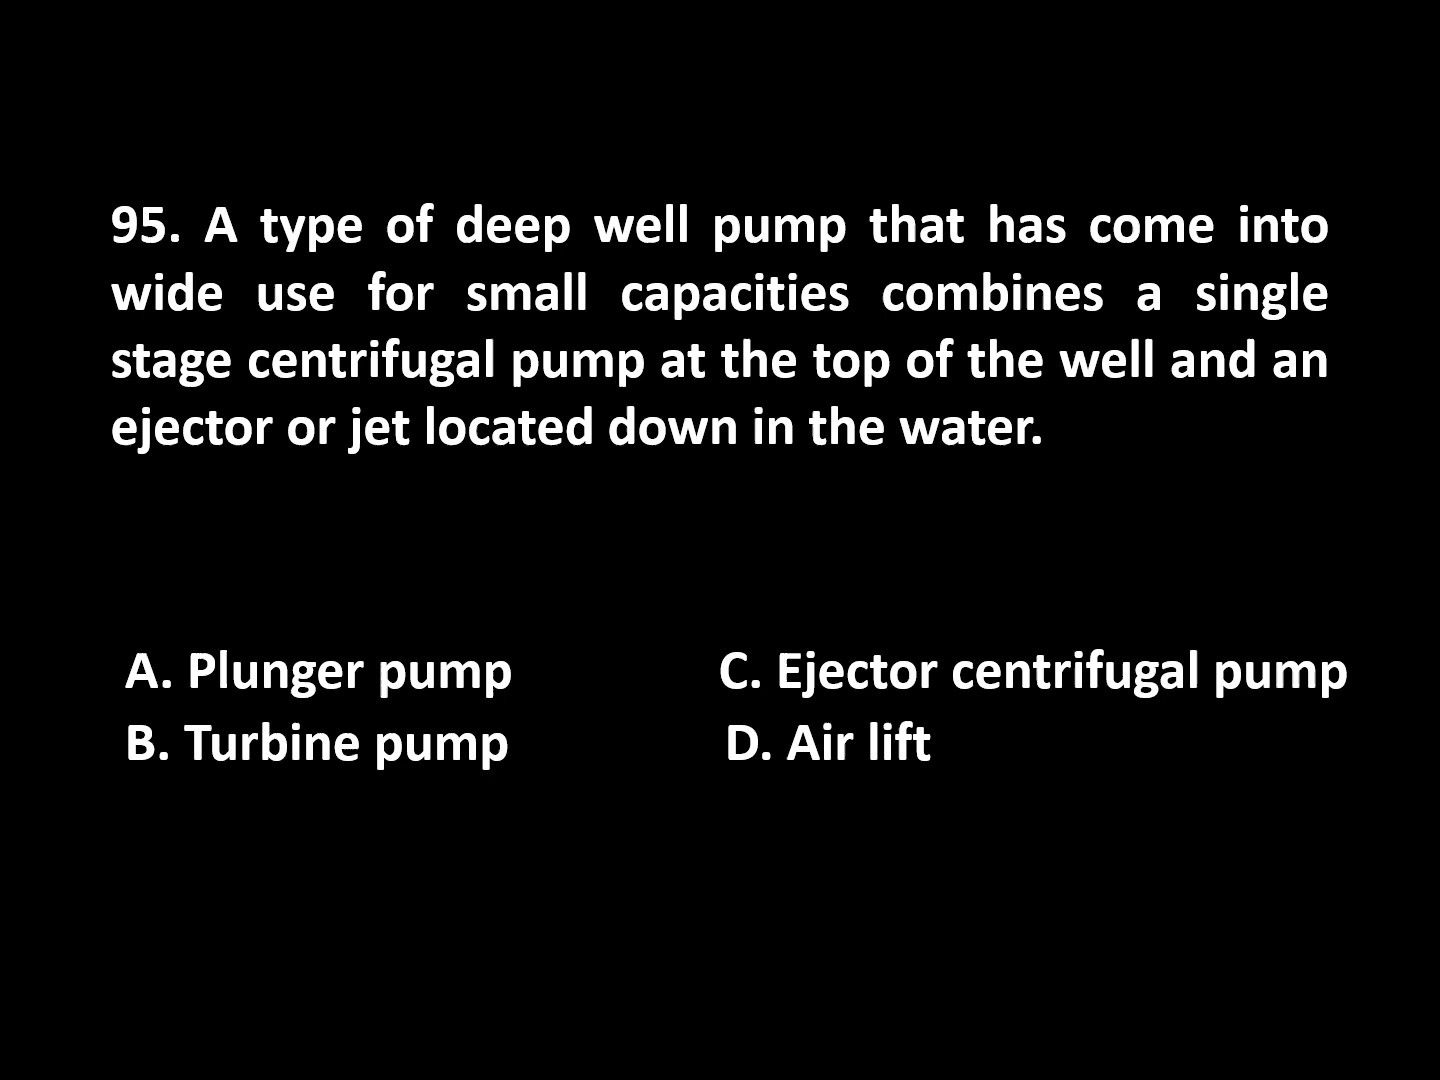 95. A type of deep well pump that has come into
wide use for small capacities combines a single
stage centrifugal pump at the top of the well and an
ejector or jet located down in the water.
A. Plunger pump
B. Turbine pump
C. Ejector centrifugal pump
D. Air lift